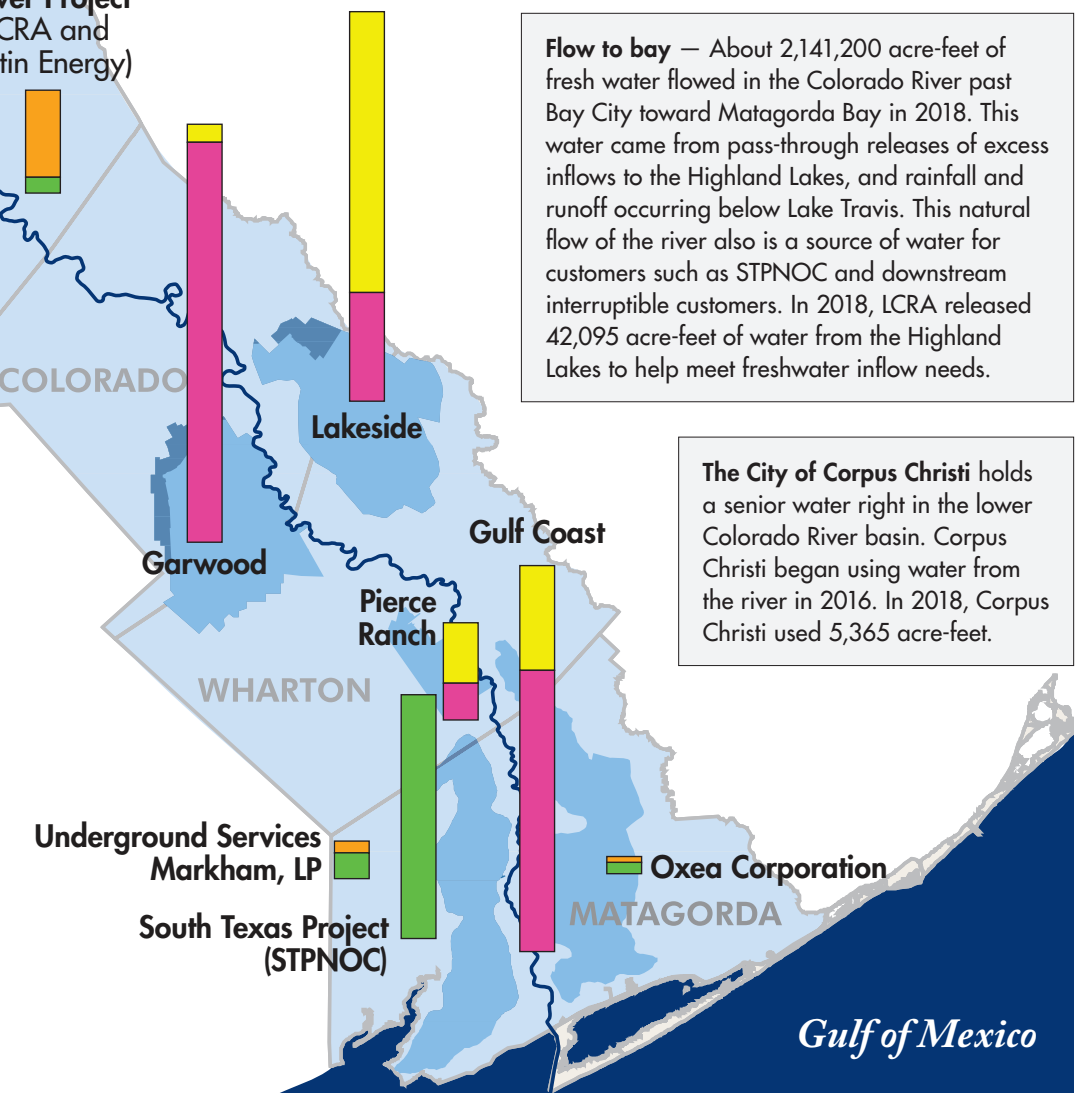 CRA and
tin Energy)
COLORADO
Lakeside
Garwood
Gulf Coast
Pierce
Ranch
WHARTON
Underground Services
Markham, LP
South Texas Project
(STPNOC)
Oxea Corporation
MATAGORDA
Gulf of Mexico
Flow to bay — About 2,141,200 acre-feet of
fresh water flowed in the Colorado River past
Bay City toward Matagorda Bay in 2018. This
water came from pass-through releases of excess
inflows to the Highland Lakes, and rainfall and
runoff occurring below Lake Travis. This natural
flow of the river also is a source of water for
customers such as STPNOC and downstream
interruptible customers. In 2018, LCRA released
42,095 acre-feet of water from the Highland
Lakes to help meet freshwater inflow needs.
The City of Corpus Christi holds
a senior water right in the lower
Colorado River basin. Corpus
Christi began using water from
the river in 2016. In 2018, Corpus
Christi used 5,365 acre-feet.